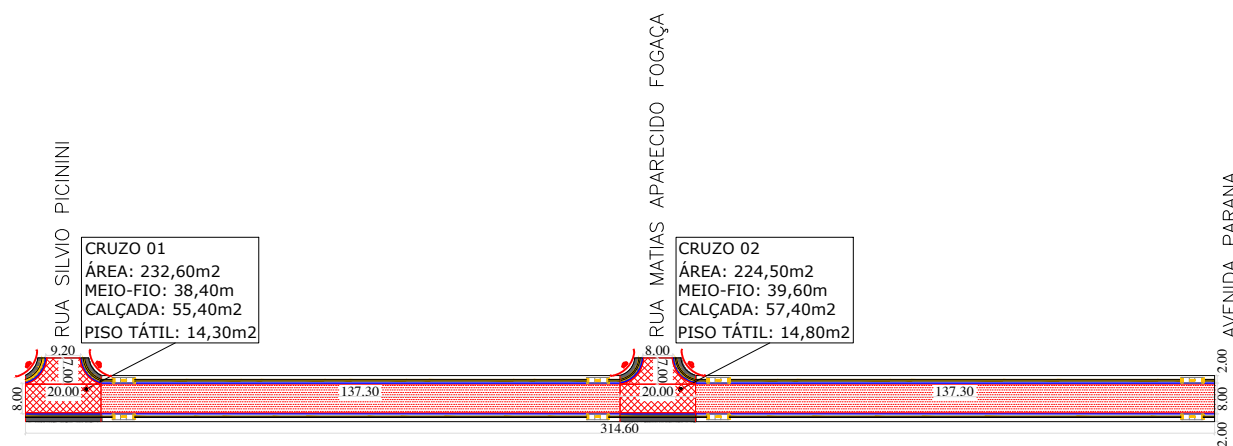 RUA SILVIO PICININI
RUA MATIAS APARECIDO FOGAÇA
AVENIDA PARANA
CRUZO 01
ÁREA: 232,60m2
MEIO-FIO: 38,40m
CALÇADA: 55,40m2
PISO TÁTIL: 14,30m2
CRUZO 02
ÁREA: 224,50m2
MEIO-FIO: 39,60m
CALÇADA: 57,40m2
PISO TÁTIL: 14,80m2
9.20
7.00
20.00
8.00
137.30
8.00
7.00
20.00
137.30
2.00
8.00
2.00
314.60